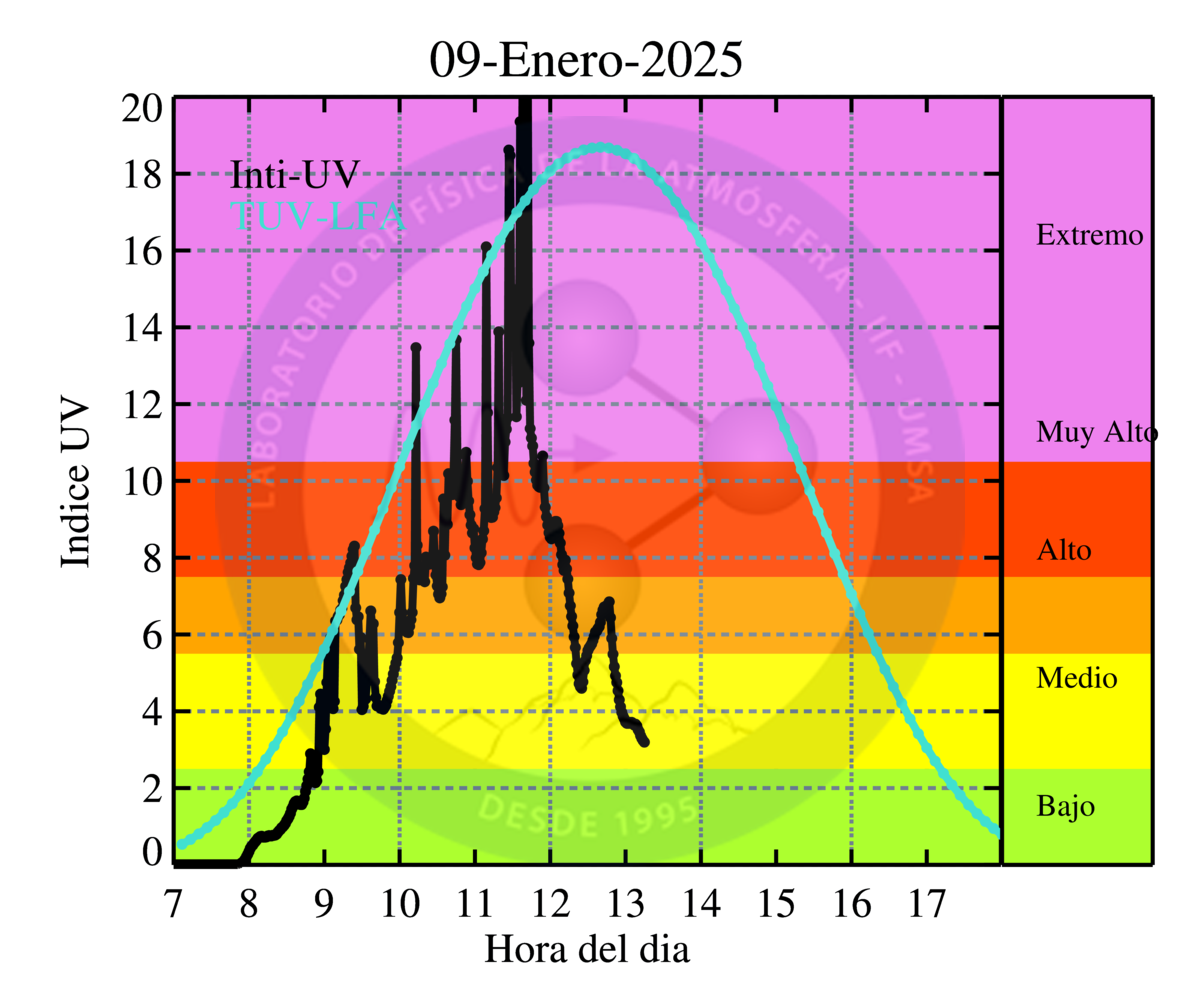 09-Enero-2025
Indice UV
20
18
16
14
12
10
8
6
4
2
0
Inti-UV
TUV-LFA
LABORATORIO DE FÍSICA DE LA ATMÓSFERA - IIF - UMSA
DESDE 1995
Extremo
Muy Alto
Alto
Medio
Bajo
7 8 9 10 11 12 13 14 15 16 17
Hora del dia